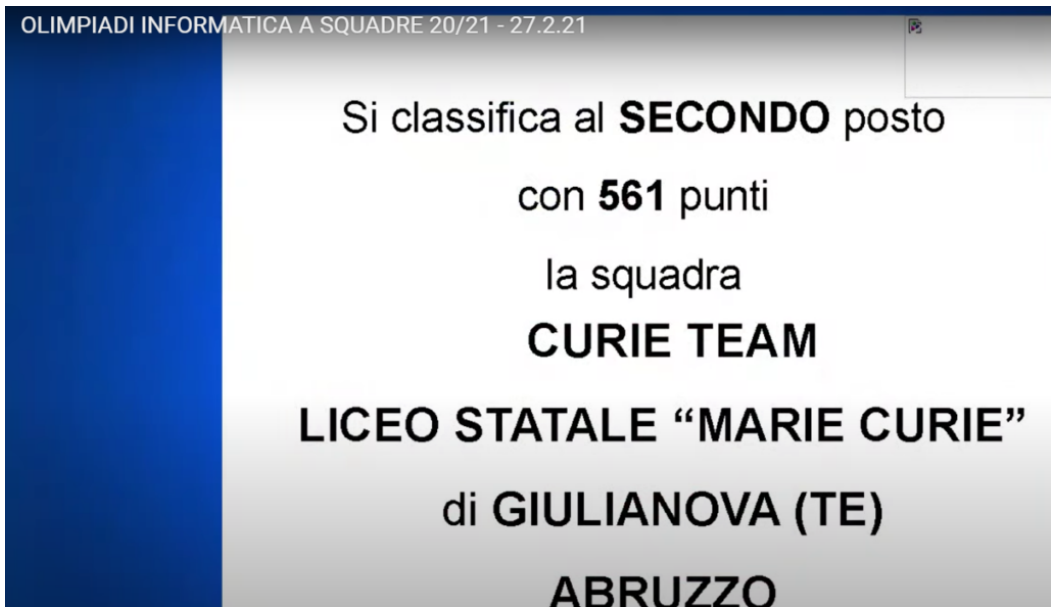 OLIMPIADI INFORMATICA A SQUADRE 20/21 - 27.2.21
Si classifica al SECONDO posto
con 561 punti
la squadra
CURIE TEAM
LICEO STATALE “MARIE CURIE”
di GIULIANOVA (TE)
ABRUZZO